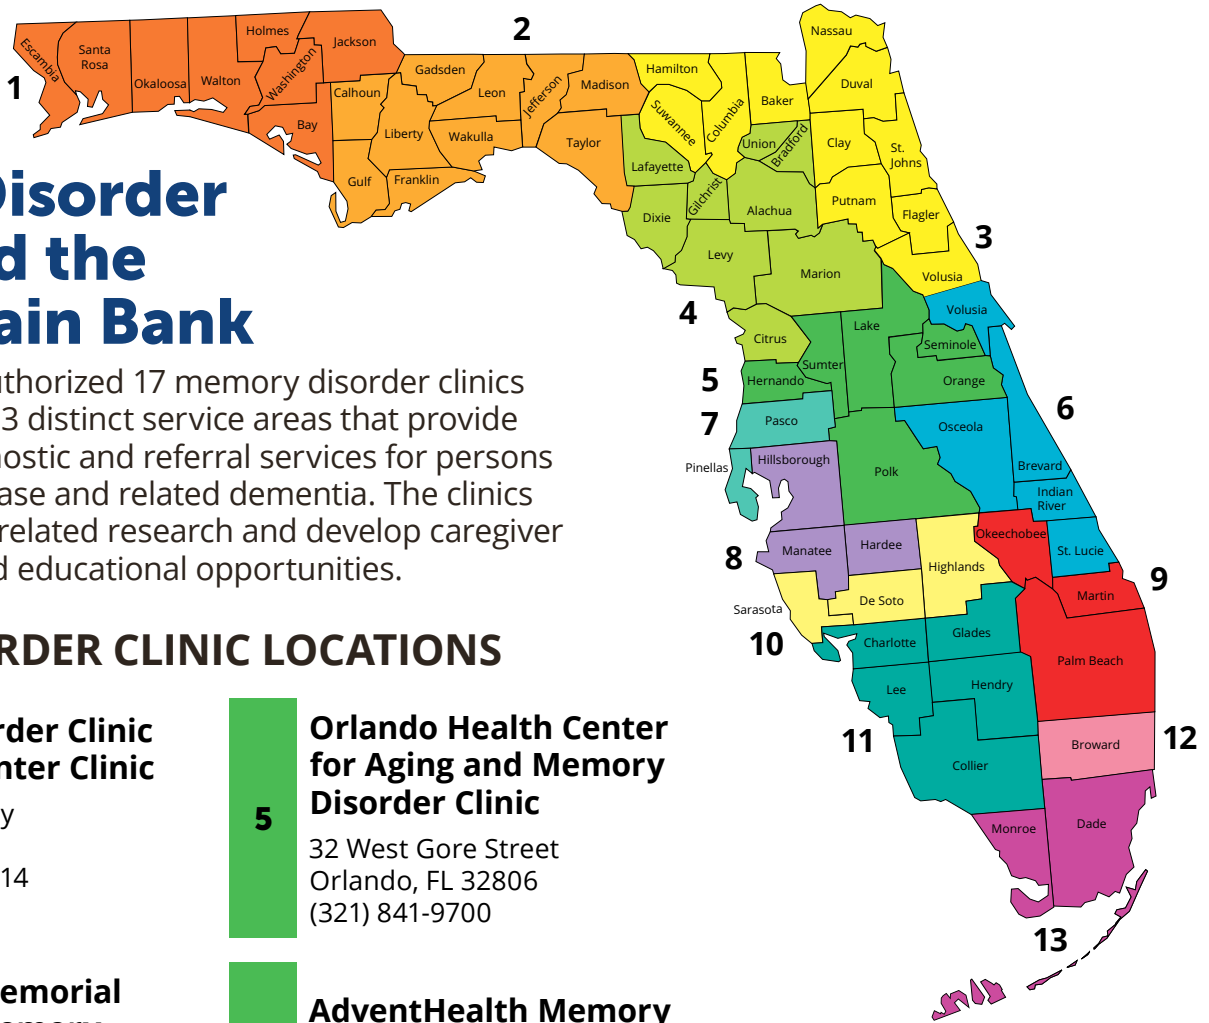 Escambia
Santa
Rosa
Okaloosa
Walton
Holmes
Washington
Jackson
Bay
1
2
Calhoun
Gulf
Liberty
Franklin
Gadsden
Leon
Wakulla
Jefferson
Madison
Taylor
Hamilton
Suwannee
Columbia
Baker
Nassau
Duval
Clay
St.
Johns
Putnam
Flagler
Volusia
3
Lafayette
Dixie
Gilchrist
Union
Bradford
Alachua
Levy
Marion
Citrus
4
Disorder
d the
ain Bank
uthorized 17 memory disorder clinics
3 distinct service areas that provide
nostic and referral services for persons
ase and related dementia. The clinics
related research and develop caregiver
d educational opportunities.
Hernando
Sumter
Lake
Seminole
Orange
Polk
5
Volusia
Osceola
Brevard
Indian
River
St. Lucie
6
Pasco
Pinellas
7
Hillsborough
Manatee
Hardee
8
Okeechobee
Martin
Palm Beach
9
Highlands
De Soto
Sarasota
10
Charlotte
Glades
Lee
Hendry
Collier
11
Broward
12
Monroe
Dade
13
RDER CLINIC LOCATIONS
rder Clinic
nter Clinic
y
14
emorial
5
Orlando Health Center
for Aging and Memory
Disorder Clinic
32 West Gore Street
Orlando, FL 32806
(321) 841-9700
AdventHealth Memory